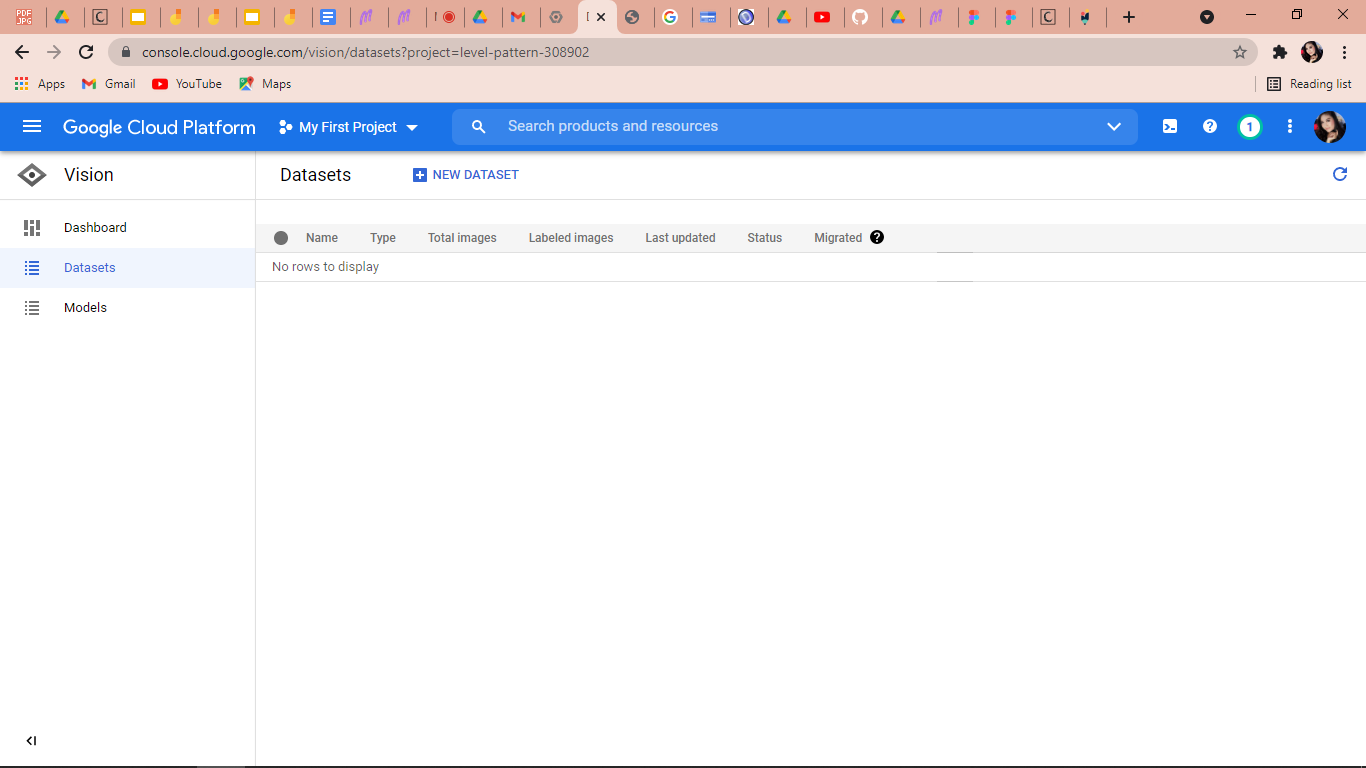 PDF
JPG
console.cloud.google.com/vision/datasets?project=level-pattern-308902
Apps Gmail YouTube Maps Reading list
Google Cloud Platform My First Project Search products and resources 1
Vision Datasets NEW DATASET
Dashboard
Datasets
Models
Name Type Total images Labeled images Last updated Status Migrated
No rows to display